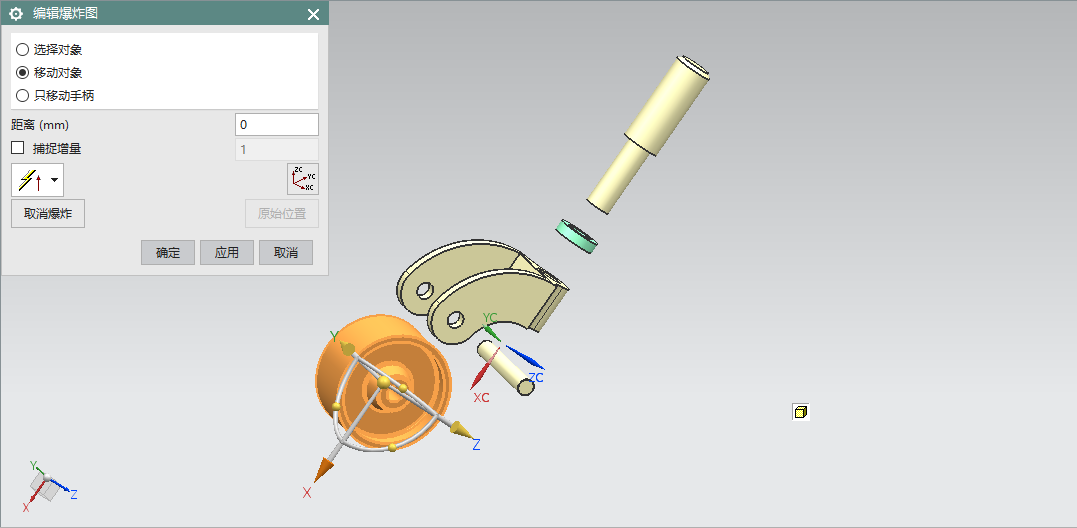 编辑爆炸图
选择对象
移动对象
只移动手柄
距离 (mm)
0
捕捉增量
1
ZC
YC
XC
取消爆炸
原始位置
确定
应用
取消
Y
YC
ZC
XC
Z
X
Y
Z
X